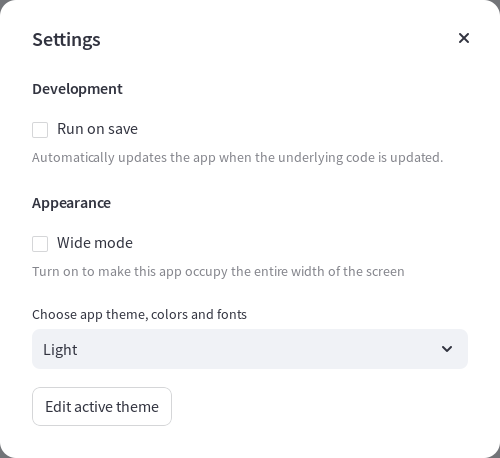 Settings
Development
Run on save
Automatically updates the app when the underlying code is updated.
Appearance
Wide mode
Turn on to make this app occupy the entire width of the screen
Choose app theme, colors and fonts
Light
Edit active theme